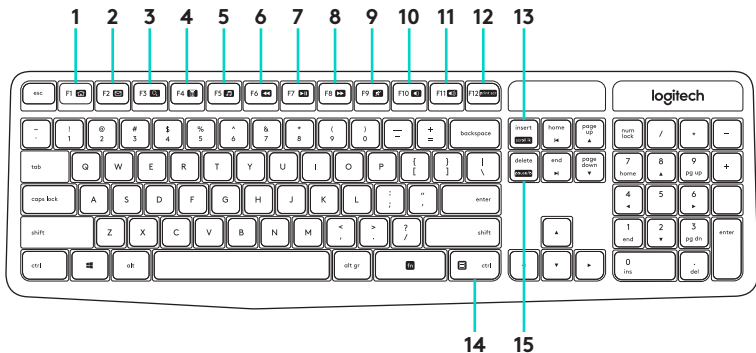 1 2 3 4 5 6 7 8 9 10 11 12 13
esc F1 F2 F3 F4 F5 F6 F7 F8 F9 F10 F11 F12 print scr
logitech
~ ! 1 @ 2 # 3 $ 4 % 5 ^ 6 & 7 * 8 ( 9 ) 0 — + = backspace
insert home page up
num lock / * −
tab Q W E R T Y U I O P { [ } ] | \
delete end page down
7 home 8 9 pg up +
caps lock A S D F G H J K L : ; " , enter
4 5 6
shift Z X C V B N M < , > . ? / shift
1 end 2 3 pg dn enter
ctrl alt alt gr fn ctrl
0 ins . del
14 15